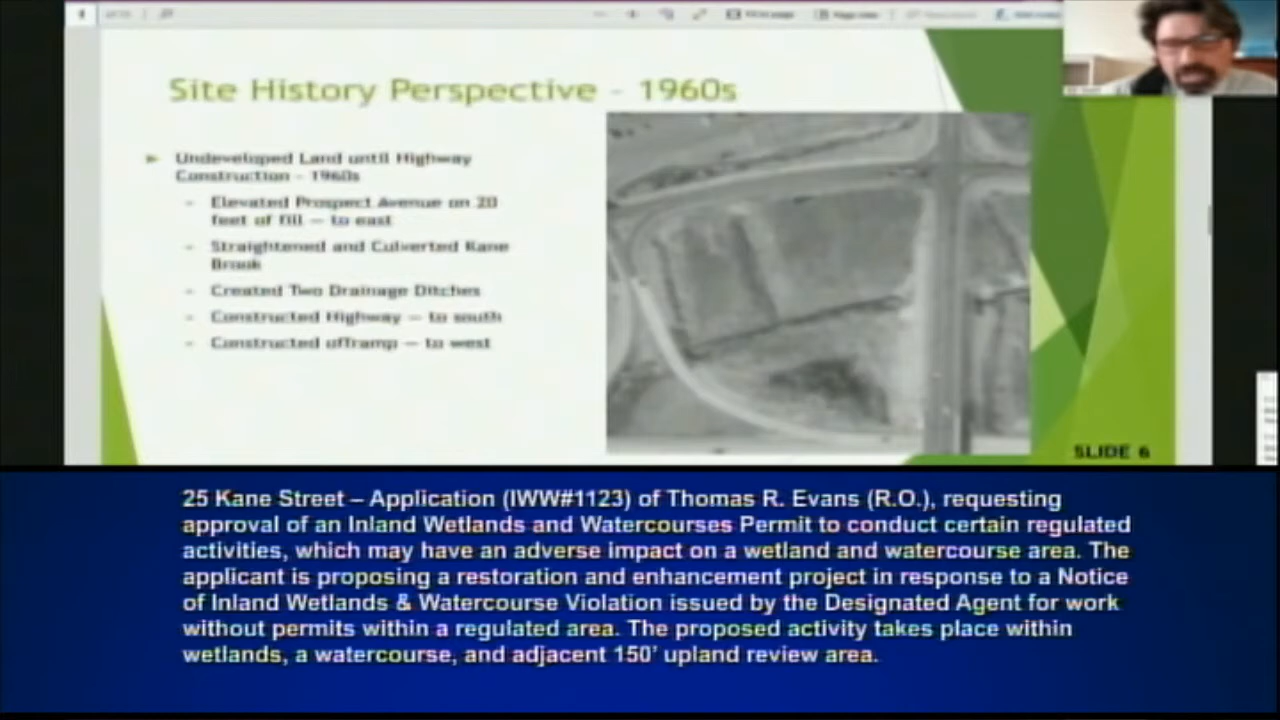 Site History Perspective - 1960s
► Undeveloped Land until Highway
Construction - 1960s
- Elevated Prospect Avenue on 20
feet of fill – to east
- Straightened and Culverted Kane
Brook
- Created Two Drainage Ditches
- Constructed Highway – to south
- Constructed offramp – to west
SLIDE 6
25 Kane Street – Application (IWW#1123) of Thomas R. Evans (R.O.), requesting
approval of an Inland Wetlands and Watercourses Permit to conduct certain regulated
activities, which may have an adverse impact on a wetland and watercourse area. The
applicant is proposing a restoration and enhancement project in response to a Notice
of Inland Wetlands & Watercourse Violation issued by the Designated Agent for work
without permits within a regulated area. The proposed activity takes place within
wetlands, a watercourse, and adjacent 150’ upland review area.